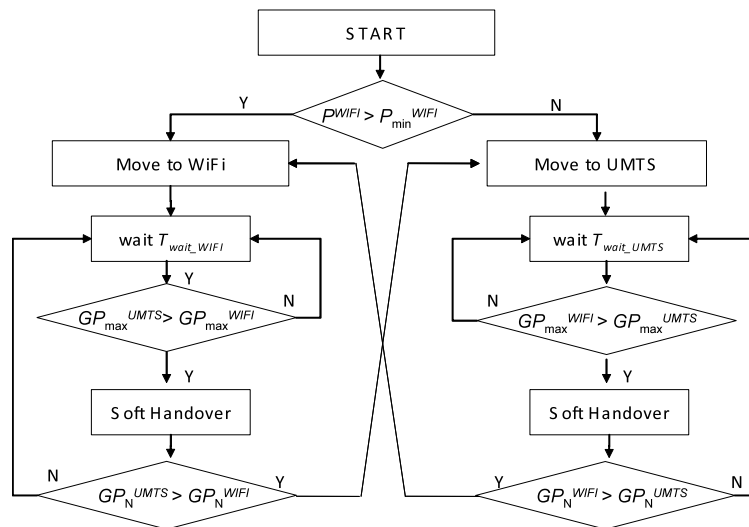 START
Y
N
P^WIFI > P_min^WIFI
Move to WiFi
Move to UMTS
wait T_wait_WIFI
wait T_wait_UMTS
Y
N
GP_max^UMTS > GP_max^WIFI
N
GP_max^WIFI > GP_max^UMTS
Y
Y
Soft Handover
Soft Handover
N
Y
GP_N^UMTS > GP_N^WIFI
Y
N
GP_N^WIFI > GP_N^UMTS